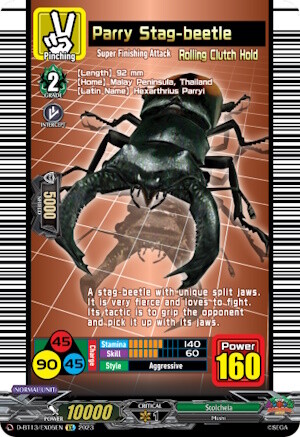 Parry Stag-beetle
Pinching
Super Finishing Attack
Rolling Clutch Hold
2
GRADE
[Length] 92 mm
[Home] Malay Peninsula, Thailand
[Latin Name] Hexarthrius Parryi
INTERCEPT
5000
SHIELD
A stag-beetle with unique split jaws.
It is very fierce and loves to fight.
Its tactic is to grip the opponent
and pick it up with its jaws.
45
90
45
Charge
Stamina 140
Skill 60
Style Aggressive
Power
160
NORMAL UNIT
Power
10000
CRITICAL
1
Scolchela
D-BT13/EX05EN
2023
©SEGA